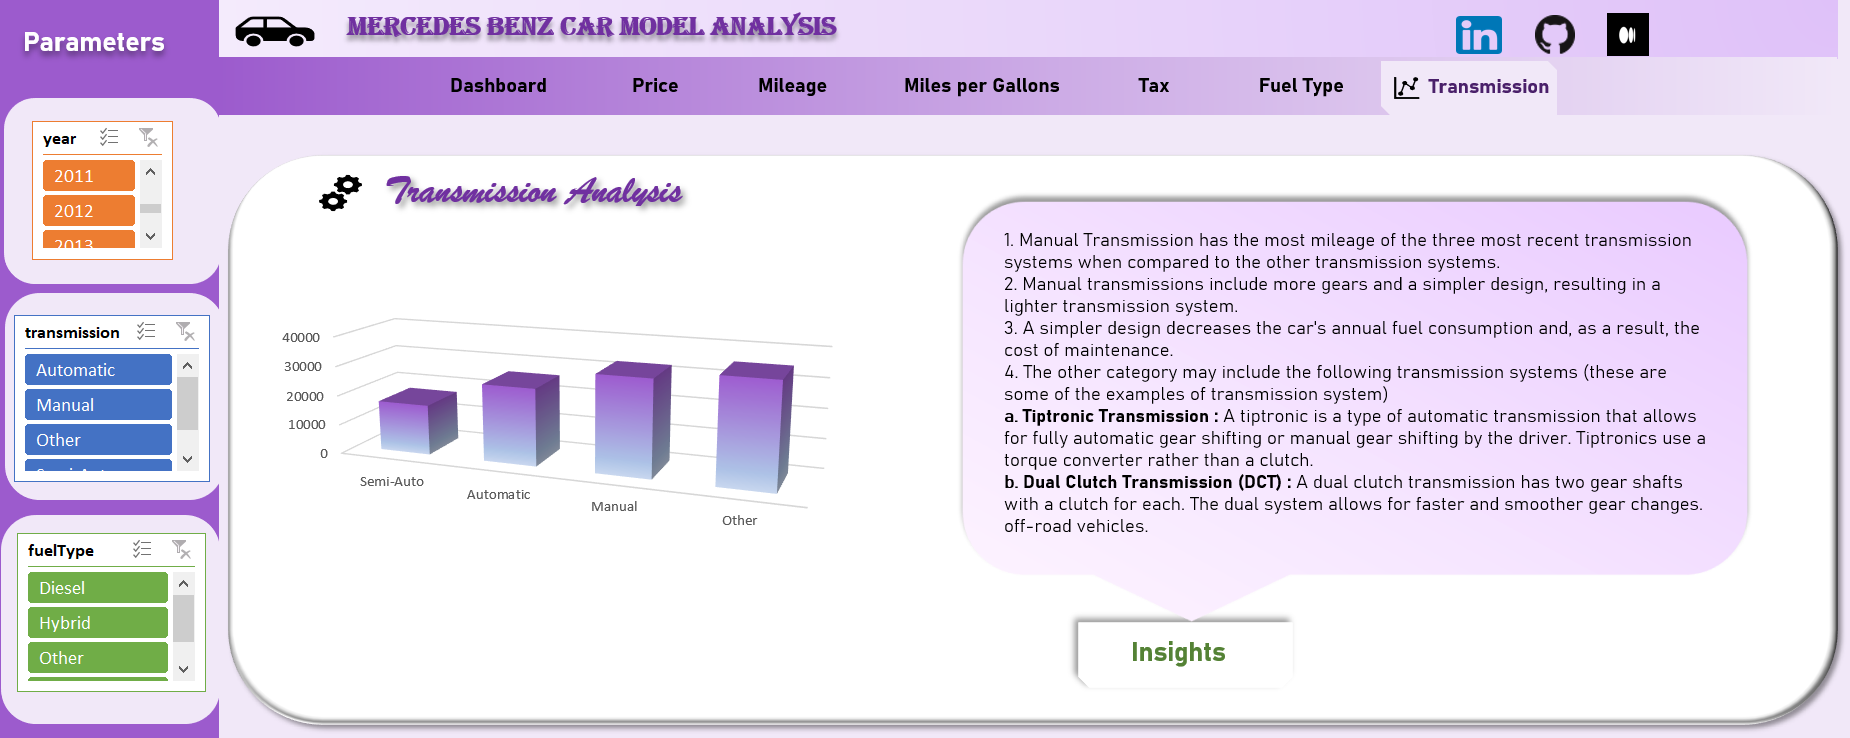 Parameters
MERCEDES BENZ CAR MODEL ANALYSIS
in
Dashboard
Price
Mileage
Miles per Gallons
Tax
Fuel Type
Transmission
year
2011
2012
2013
transmission
Automatic
Manual
Other
Semi-Auto
fuelType
Diesel
Hybrid
Other
Transmission Analysis
40000
30000
20000
10000
0
Semi-Auto
Automatic
Manual
Other
1. Manual Transmission has the most mileage of the three most recent transmission
systems when compared to the other transmission systems.
2. Manual transmissions include more gears and a simpler design, resulting in a
lighter transmission system.
3. A simpler design decreases the car's annual fuel consumption and, as a result, the
cost of maintenance.
4. The other category may include the following transmission systems (these are
some of the examples of transmission system)
a. Tiptronic Transmission : A tiptronic is a type of automatic transmission that allows
for fully automatic gear shifting or manual gear shifting by the driver. Tiptronics use a
torque converter rather than a clutch.
b. Dual Clutch Transmission (DCT) : A dual clutch transmission has two gear shafts
with a clutch for each. The dual system allows for faster and smoother gear changes.
off-road vehicles.
Insights